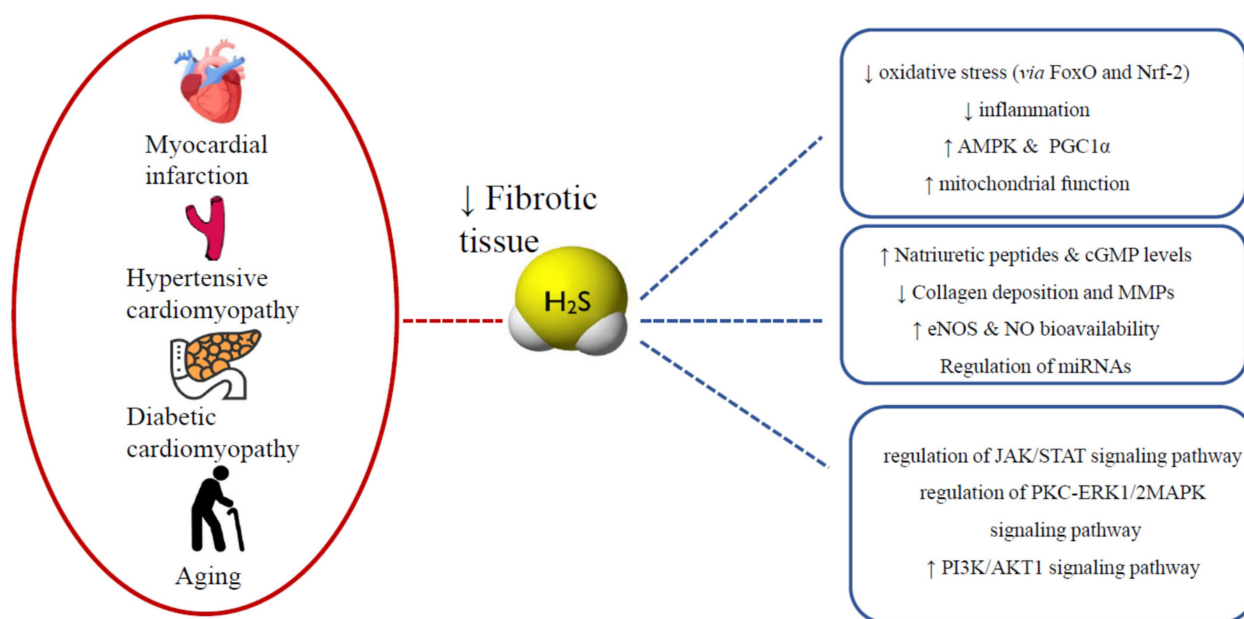 Myocardial
infarction
Hypertensive
cardiomyopathy
Diabetic
cardiomyopathy
Aging
↓ Fibrotic
tissue
H₂S
↓ oxidative stress (via FoxO and Nrf-2)
↓ inflammation
↑ AMPK & PGC1α
↑ mitochondrial function
↑ Natriuretic peptides & cGMP levels
↓ Collagen deposition and MMPs
↑ eNOS & NO bioavailability
Regulation of miRNAs
regulation of JAK/STAT signaling pathway
regulation of PKC-ERK1/2MAPK
signaling pathway
↑ PI3K/AKT1 signaling pathway